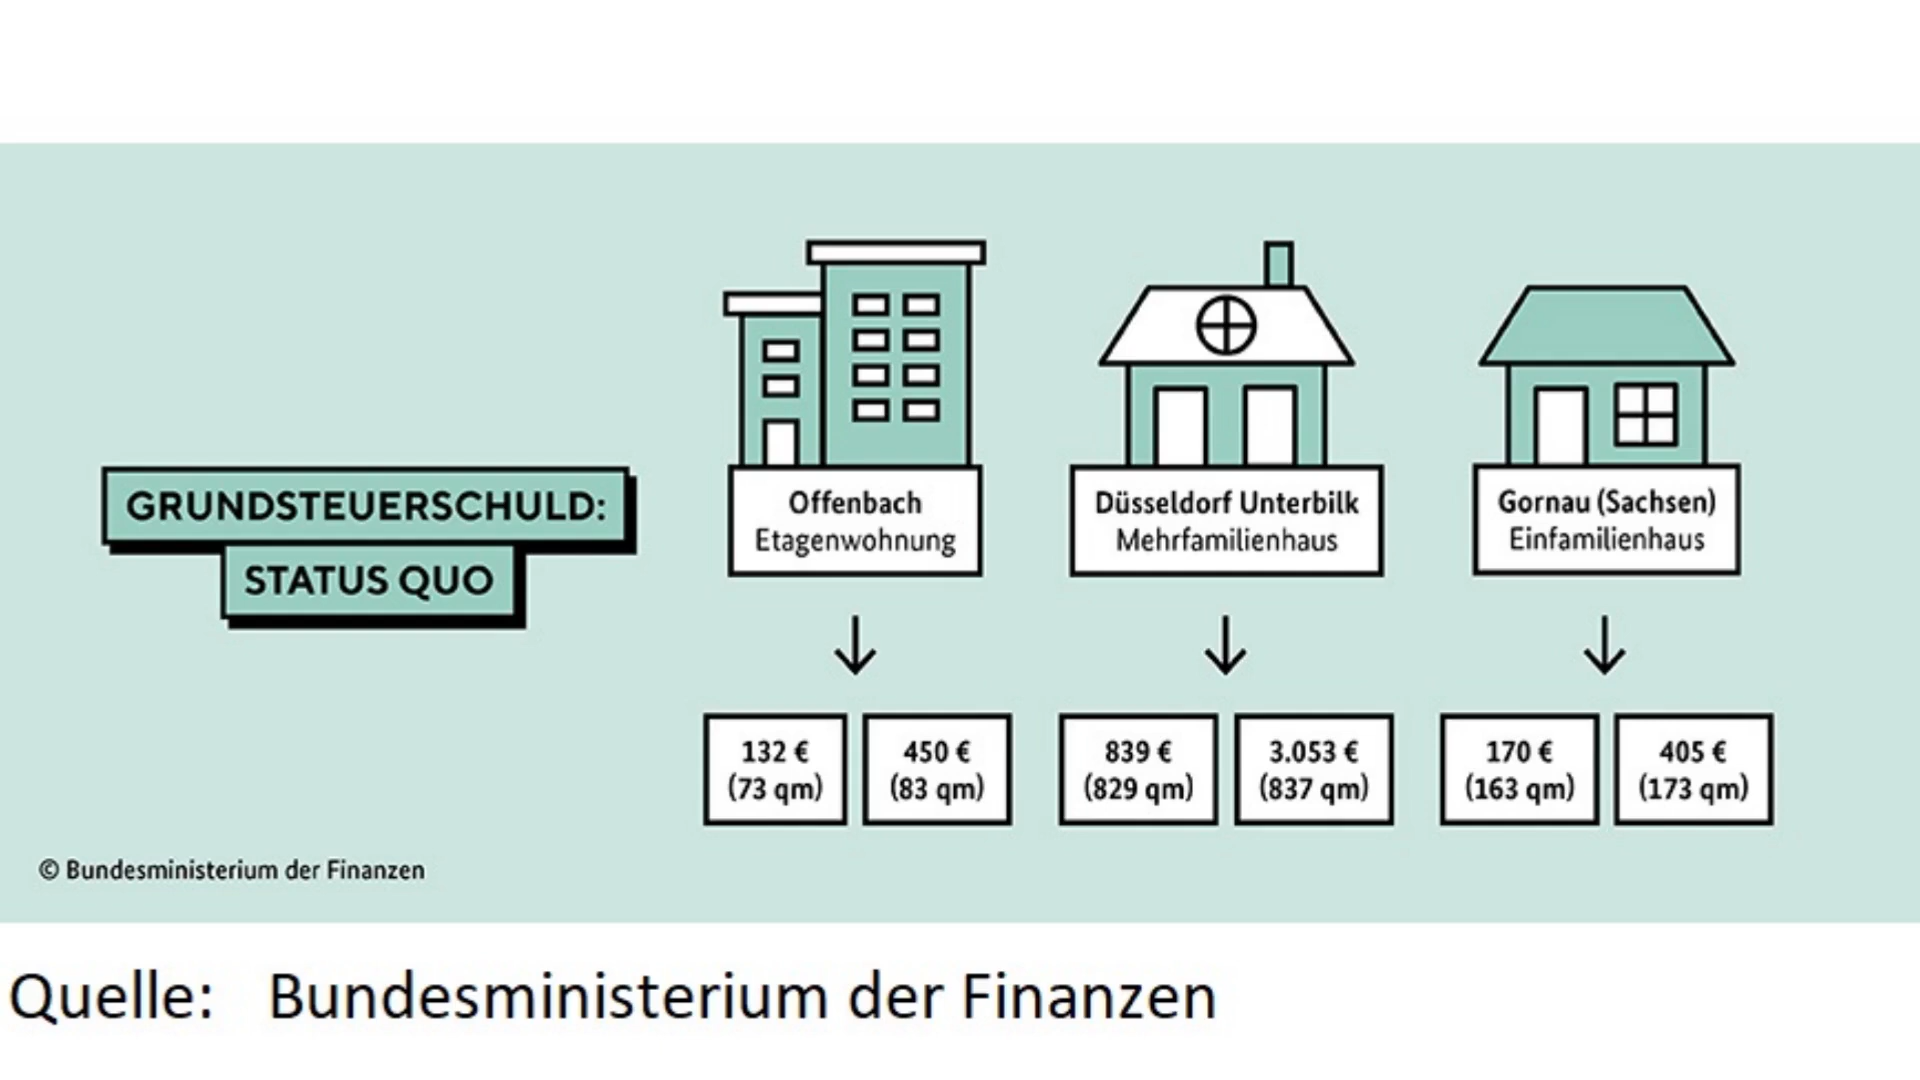 GRUNDSTEUERSCHULD:
STATUS QUO
Offenbach
Etagenwohnung
Düsseldorf Unterbilk
Mehrfamilienhaus
Gornau (Sachsen)
Einfamilienhaus
132 €
(73 qm)
450 €
(83 qm)
839 €
(829 qm)
3.053 €
(837 qm)
170 €
(163 qm)
405 €
(173 qm)
© Bundesministerium der Finanzen
Quelle: Bundesministerium der Finanzen